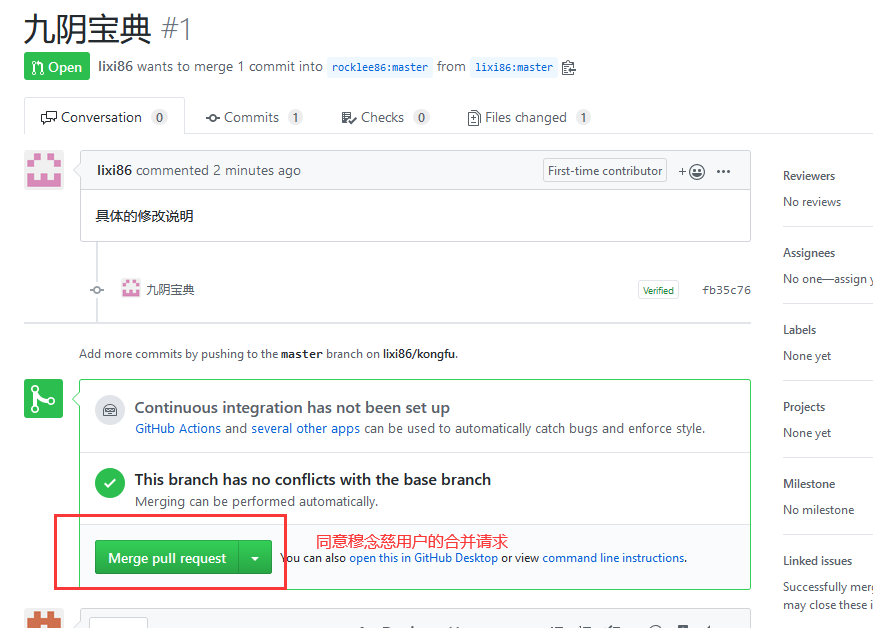 九阴宝典 #1
Open lixi86 wants to merge 1 commit into rocklee86:master from lixi86:master
Conversation 0 Commits 1 Checks 0 Files changed 1
lixi86 commented 2 minutes ago First-time contributor + ...
具体的修改说明
九阴宝典 Verified fb35c76
Add more commits by pushing to the master branch on lixi86/kongfu.
Continuous integration has not been set up
GitHub Actions and several other apps can be used to automatically catch bugs and enforce style.
This branch has no conflicts with the base branch
Merging can be performed automatically.
同意穆念慈用户的合并请求
Merge pull request You can also open this in GitHub Desktop or view command line instructions.
Reviewers
No reviews
Assignees
No one—assign y
Labels
None yet
Projects
None yet
Milestone
No milestone
Linked issues
Successfully mer
may close these i